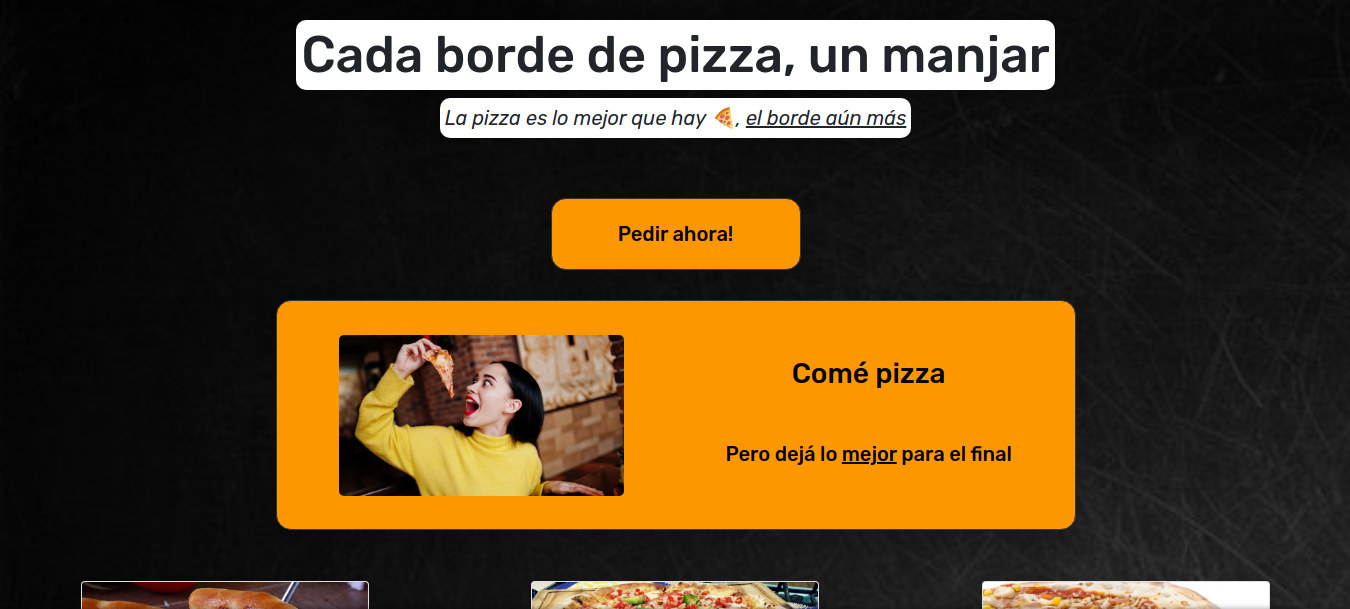 Cada borde de pizza, un manjar
La pizza es lo mejor que hay 🍕, el borde aún más
Pedir ahora!
Comé pizza
Pero dejá lo mejor para el final